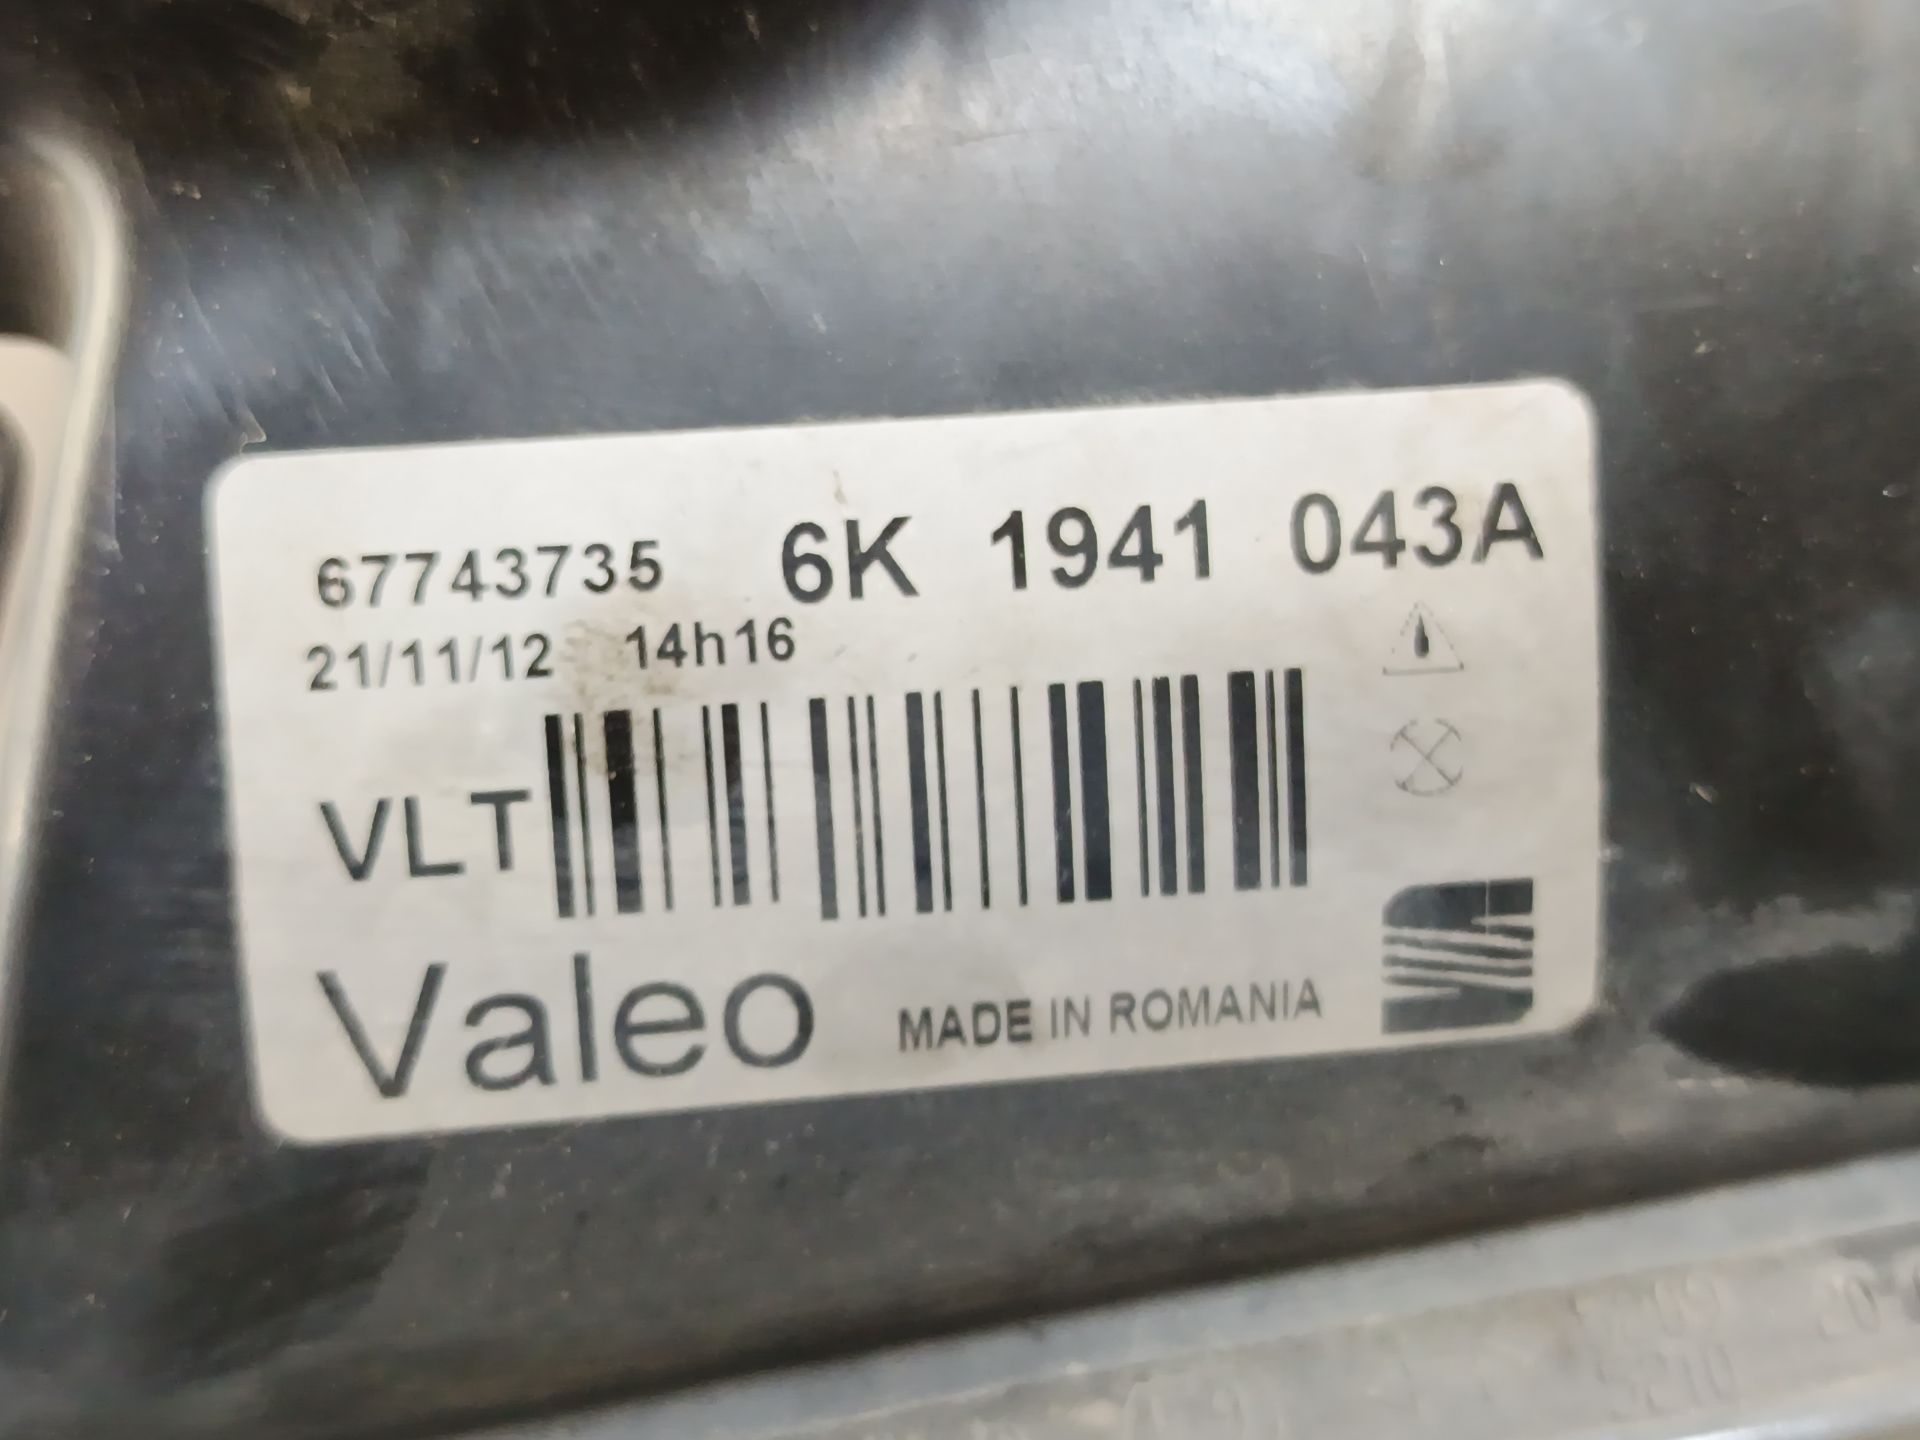 67743735 6K 1941 043A
21/11/12 14h16
VLT
Valeo MADE IN ROMANIA